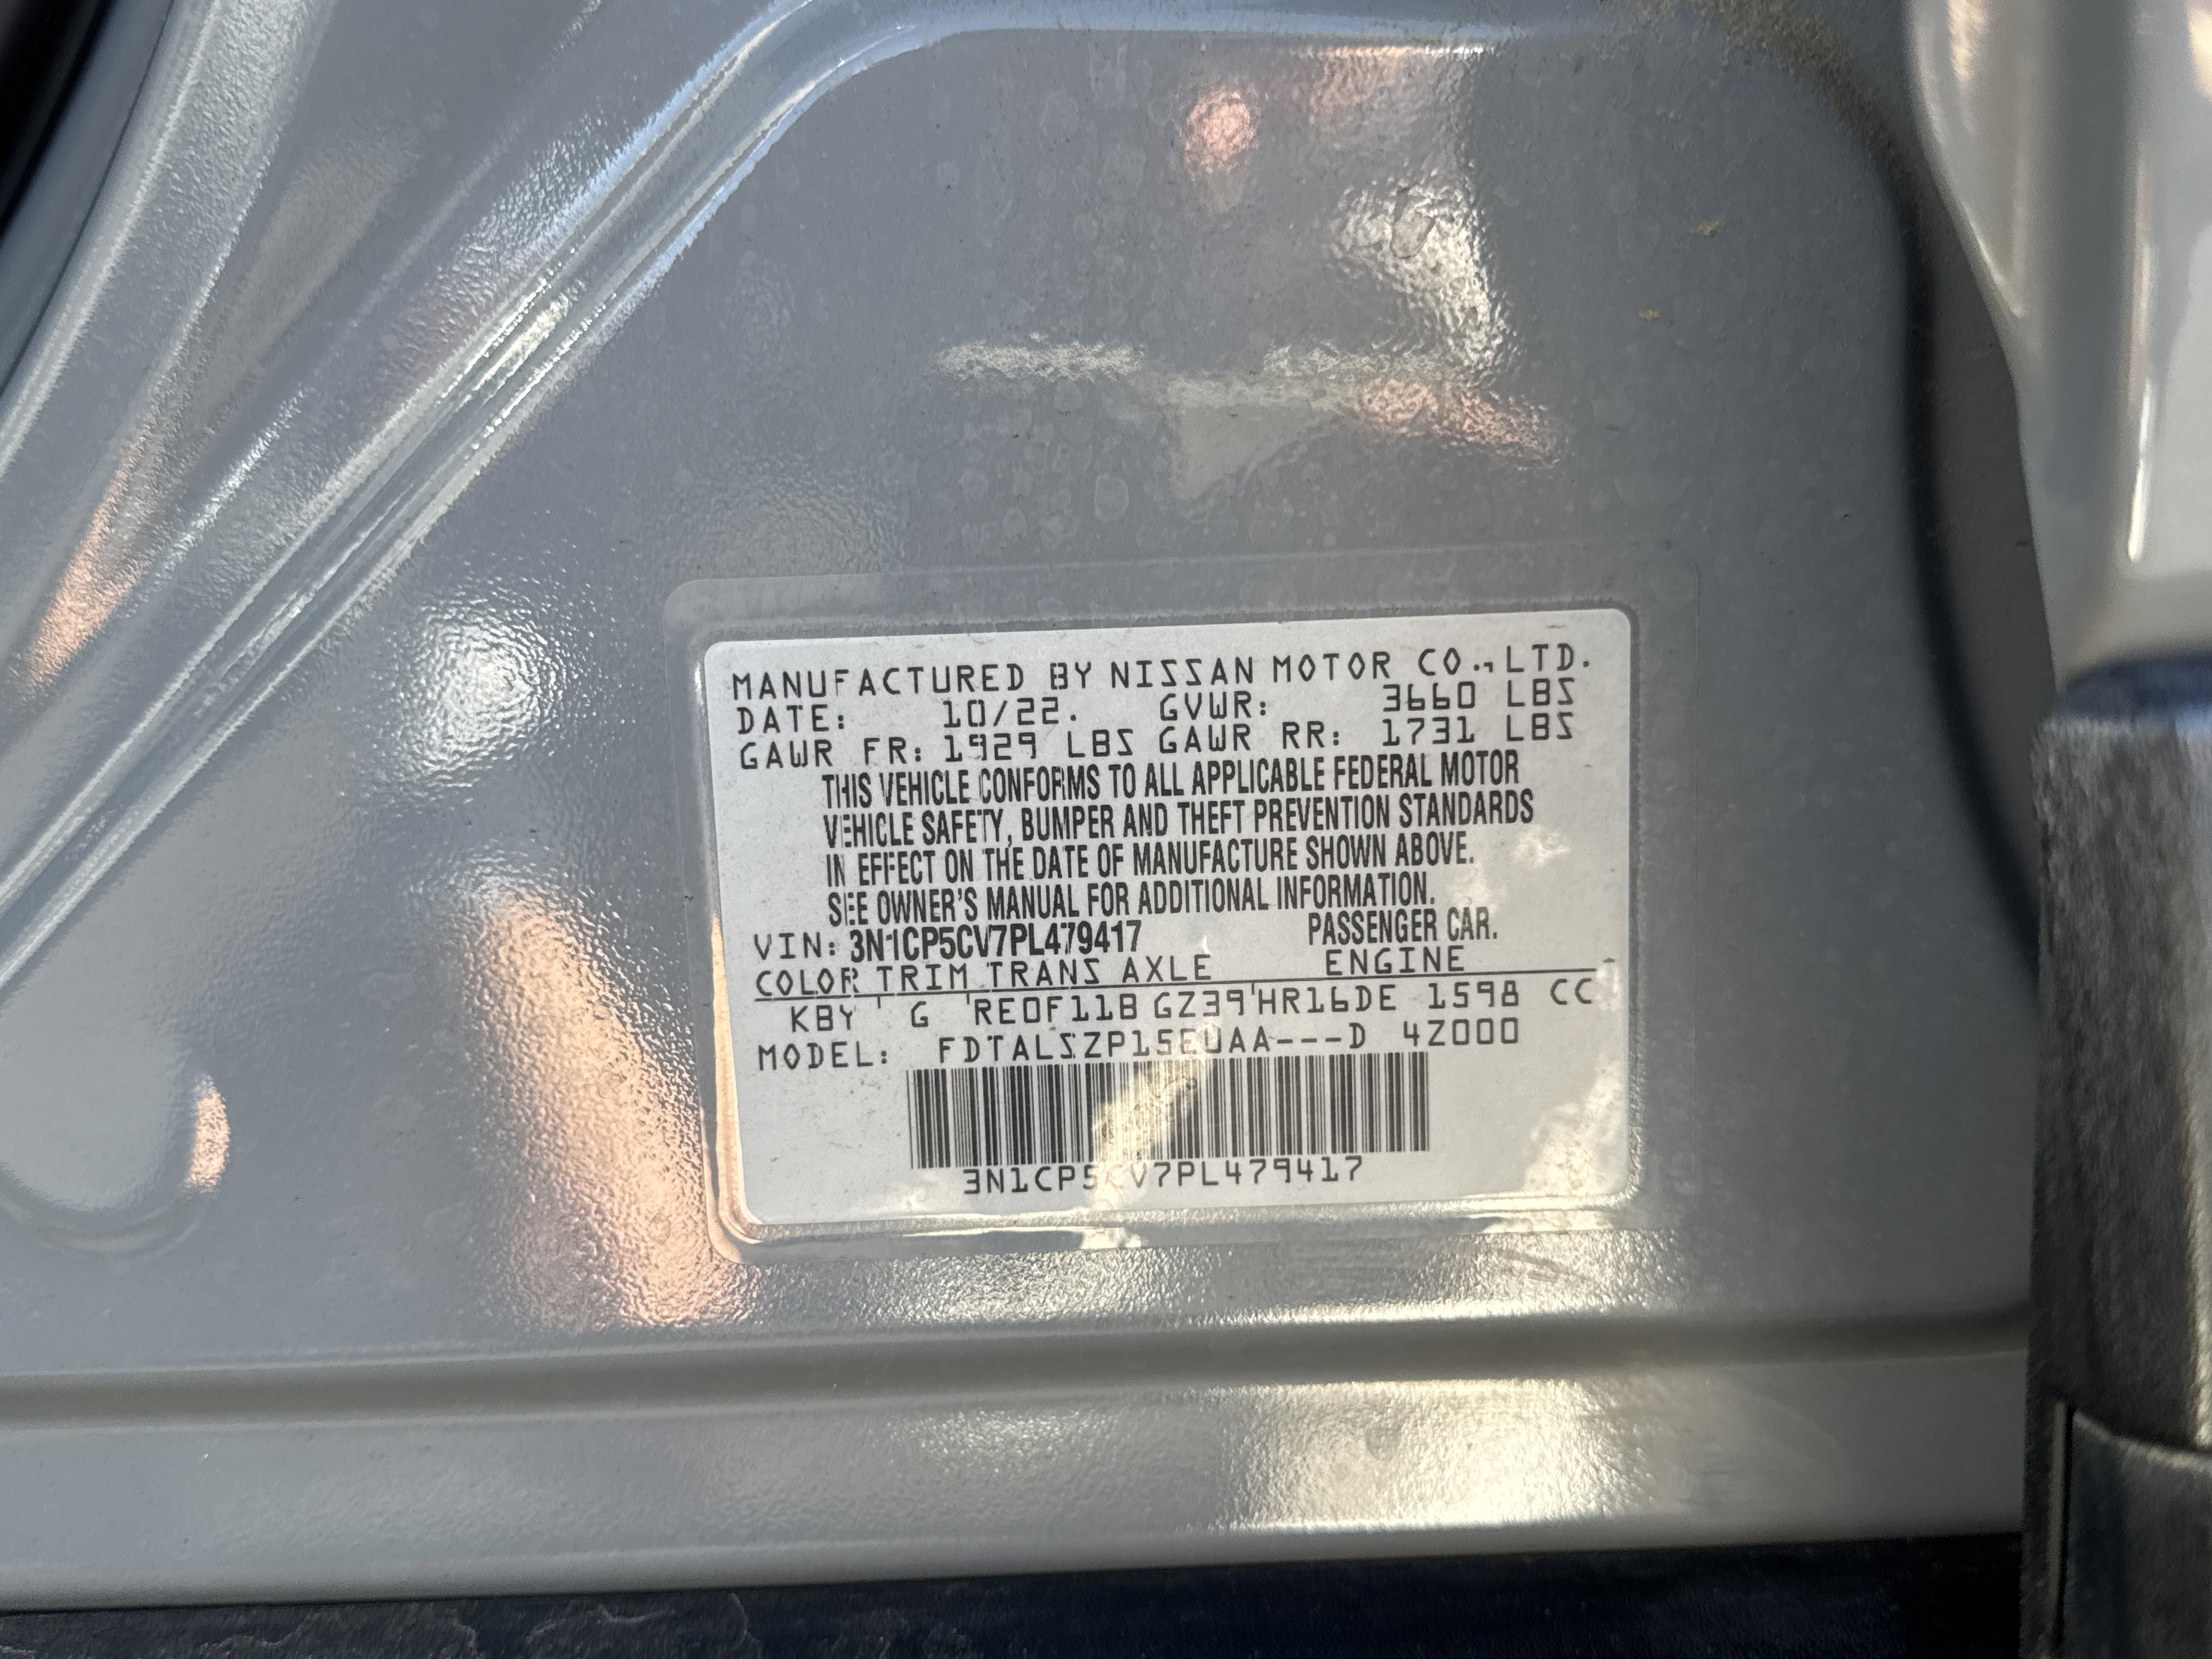 MANUFACTURED BY NISSAN MOTOR CO., LTD.
DATE: 10/22. GVWR: 3660 LBS
GAWR FR: 1929 LBS GAWR RR: 1731 LBS
THIS VEHICLE CONFORMS TO ALL APPLICABLE FEDERAL MOTOR
VEHICLE SAFETY, BUMPER AND THEFT PREVENTION STANDARDS
IN EFFECT ON THE DATE OF MANUFACTURE SHOWN ABOVE.
SEE OWNER'S MANUAL FOR ADDITIONAL INFORMATION.
VIN: 3N1CP5CV7PL479417 PASSENGER CAR.
COLOR TRIM TRANS AXLE ENGINE
KBY G RE0F11B GZ39 HR16DE 1598 CC
MODEL: FDTALSZP15EUAA---D 4Z000
3N1CP5CV7PL479417